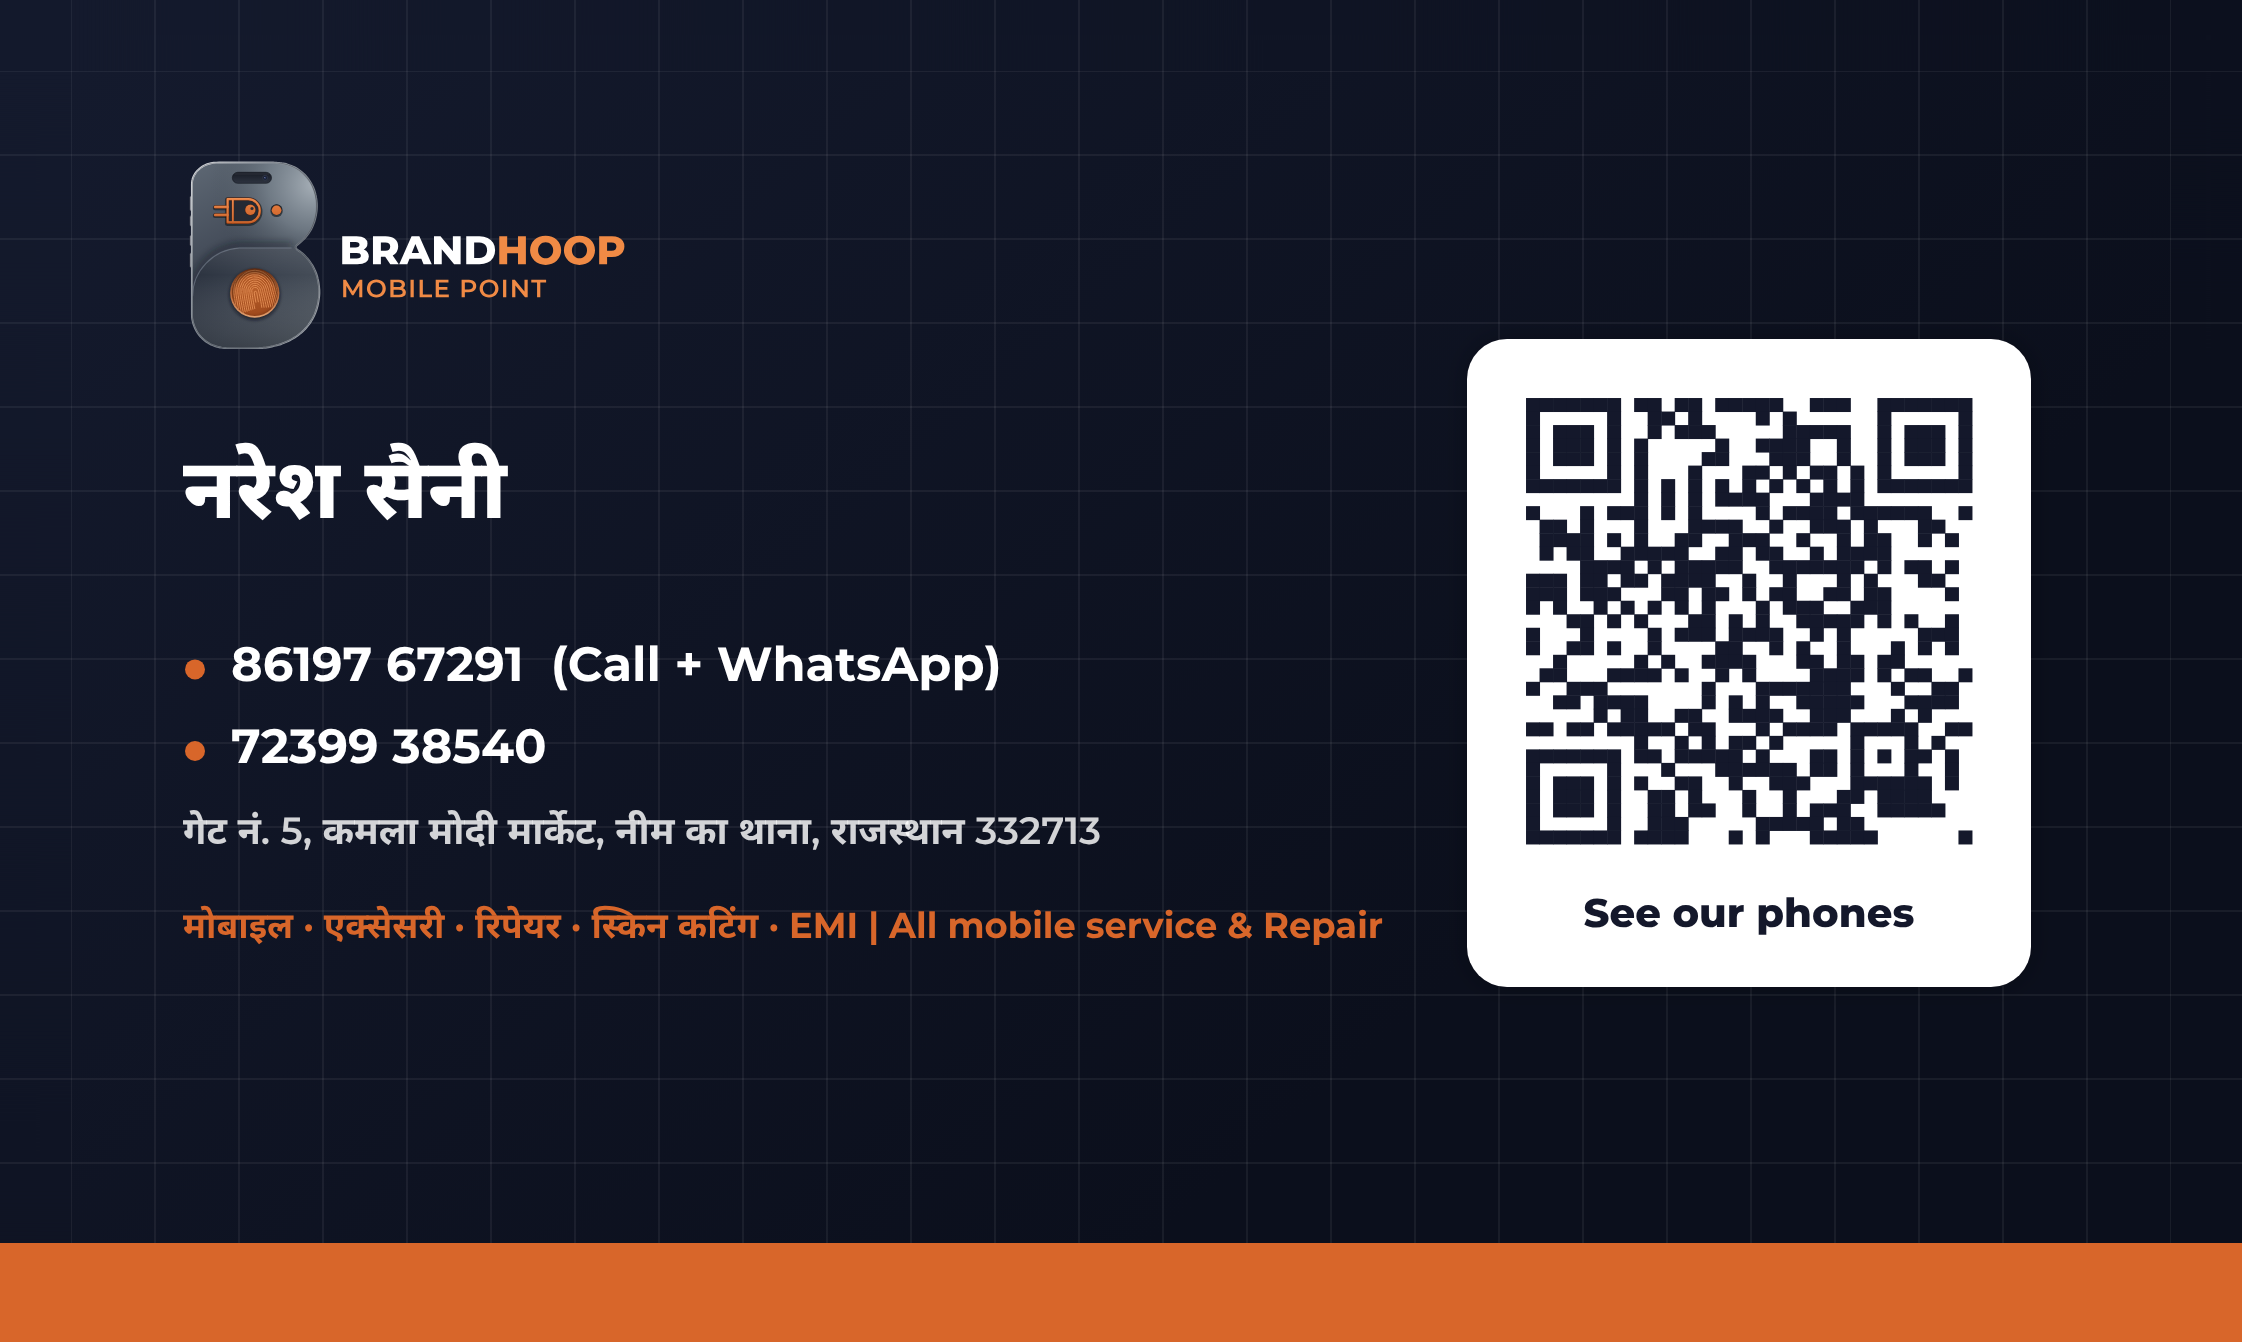 BRANDHOOP
MOBILE POINT
नरेश सैनी
86197 67291 (Call + WhatsApp)
72399 38540
गेट नं. 5, कमला मोदी मार्केट, नीम का थाना, राजस्थान 332713
मोबाइल · एक्सेसरी · रिपेयर · स्किन कटिंग · EMI | All mobile service & Repair
See our phones